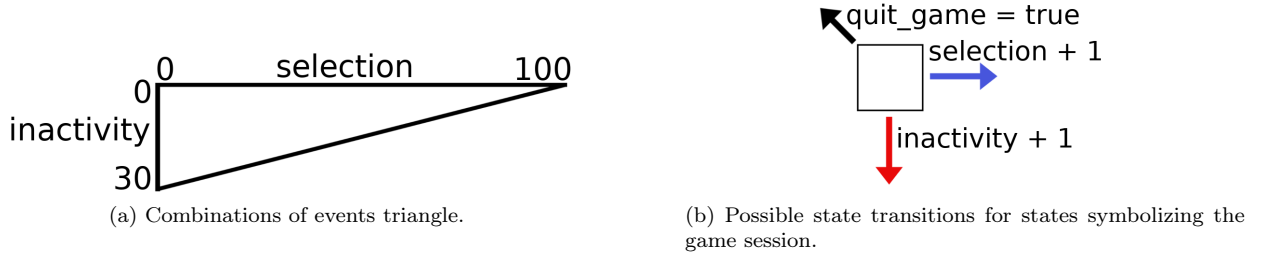 0 selection 100
0
inactivity
30
(a) Combinations of events triangle.
quit_game = true
selection + 1
inactivity + 1
(b) Possible state transitions for states symbolizing the
game session.